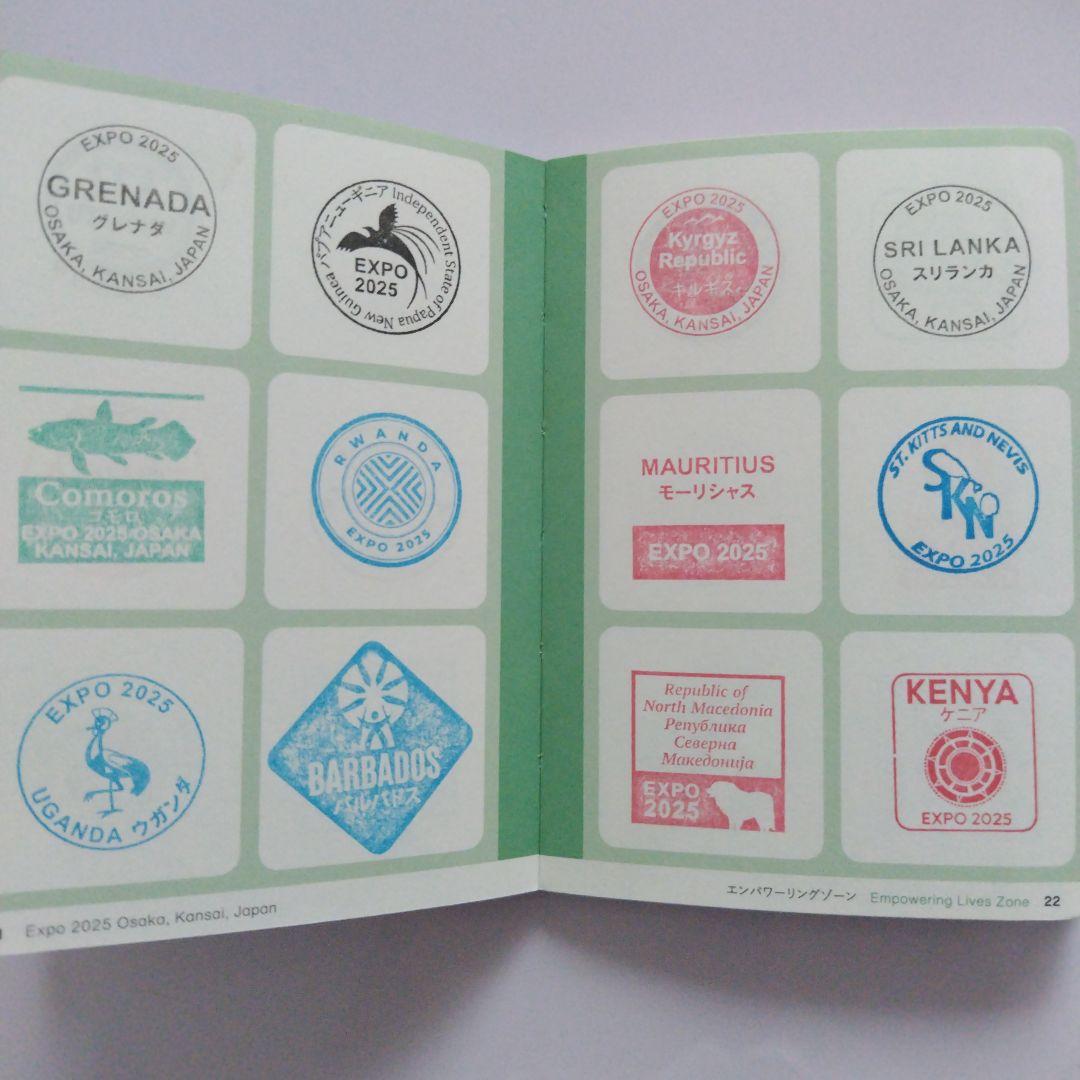 EXPO 2025
GRENADA
グレナダ
OSAKA, KANSAI, JAPAN
パプアニューギニア Independent State of Papua New Guinea
EXPO
2025
Comoros
コモロ
EXPO 2025 OSAKA
KANSAI, JAPAN
RWANDA
EXPO 2025
EXPO 2025
UGANDA ウガンダ
BARBADOS
バルバドス
Expo 2025 Osaka, Kansai, Japan
EXPO 2025
Kyrgyz
Republic
キルギス
OSAKA, KANSAI, JAPAN
EXPO 2025
SRI LANKA
スリランカ
OSAKA, KANSAI, JAPAN
MAURITIUS
モーリシャス
EXPO 2025
ST. KITTS AND NEVIS
SKN
EXPO 2025
Republic of
North Macedonia
Република
Северна
Македонија
EXPO
2025
KENYA
ケニア
EXPO 2025
エンパワーリングゾーン Empowering Lives Zone 22